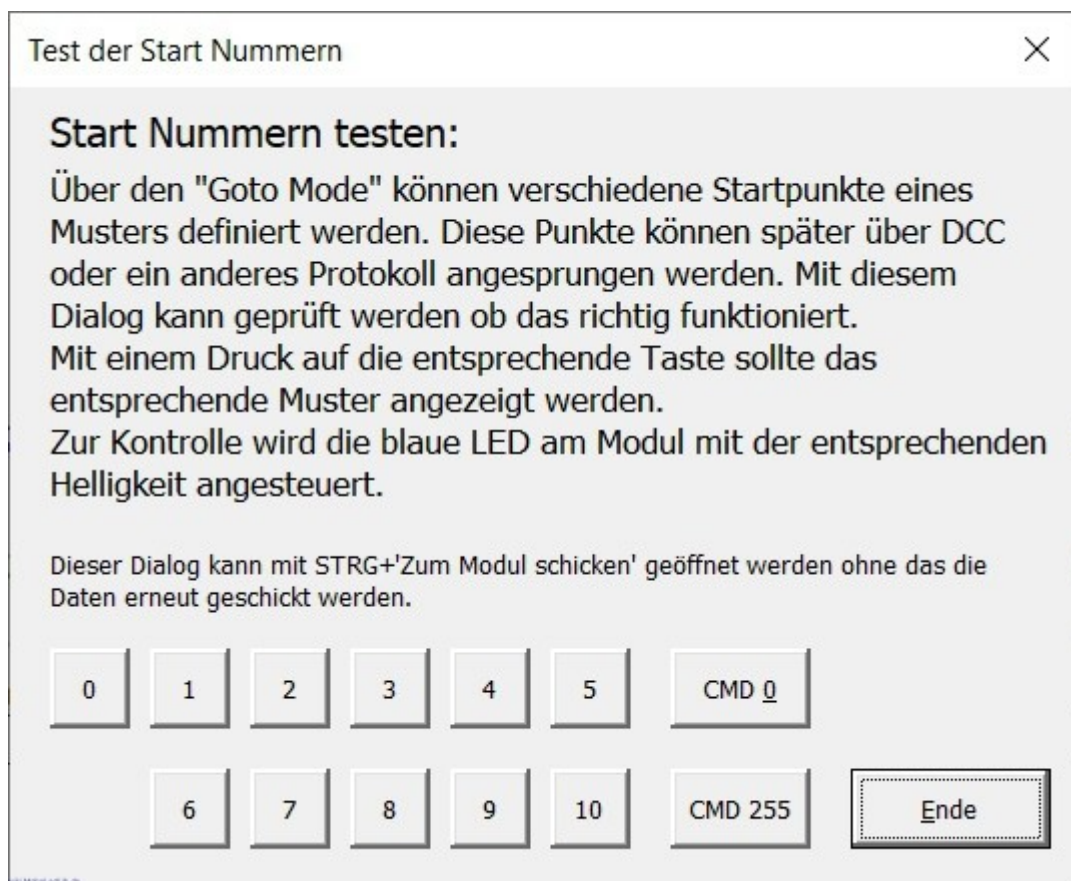 Test der Start Nummern
Start Nummern testen:
Über den "Goto Mode" können verschiedene Startpunkte eines
Musters definiert werden. Diese Punkte können später über DCC
oder ein anderes Protokoll angesprungen werden. Mit diesem
Dialog kann geprüft werden ob das richtig funktioniert.
Mit einem Druck auf die entsprechende Taste sollte das
entsprechende Muster angezeigt werden.
Zur Kontrolle wird die blaue LED am Modul mit der entsprechenden
Helligkeit angesteuert.
Dieser Dialog kann mit STRG+'Zum Modul schicken' geöffnet werden ohne das die
Daten erneut geschickt werden.
0 1 2 3 4 5 CMD 0
6 7 8 9 10 CMD 255 Ende